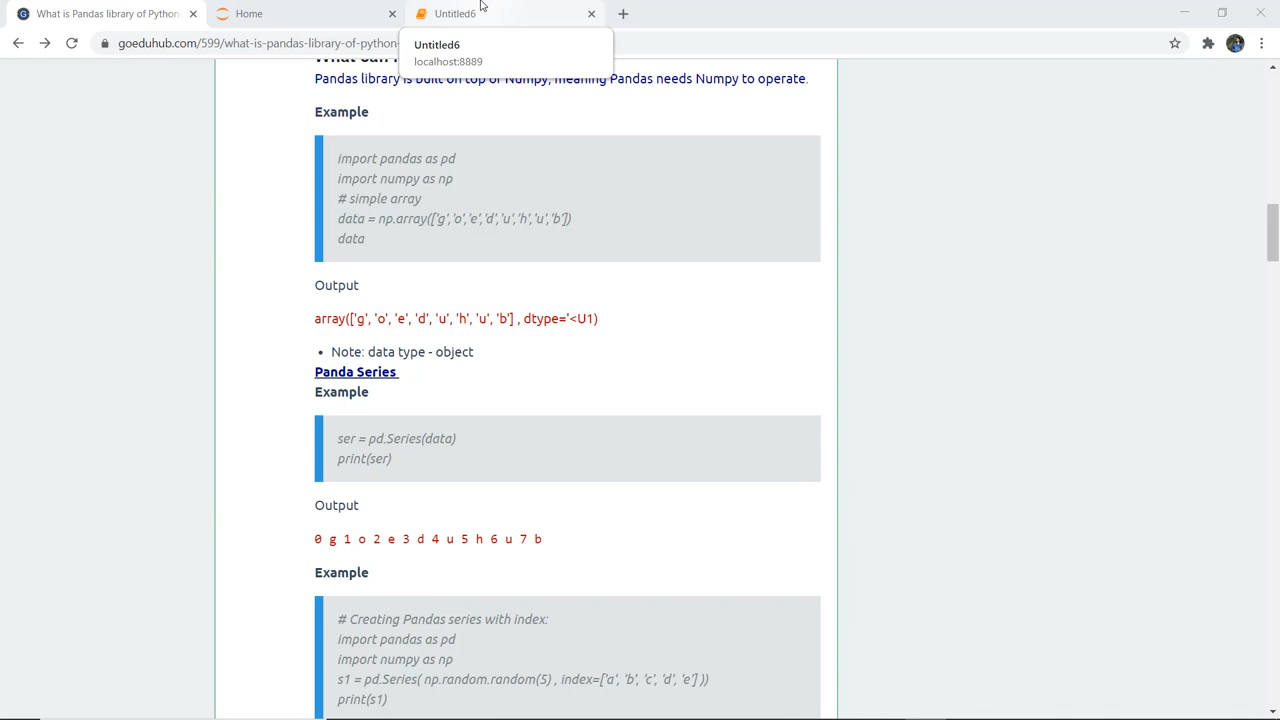 What is Pandas library of Python
Home
Untitled6
goeduhub.com/599/what-is-pandas-library-of-python-
Untitled6
localhost:8889
Pandas library is built on top of Numpy, meaning Pandas needs Numpy to operate.
Example
import pandas as pd
import numpy as np
# simple array
data = np.array(['g','o','e','d','u','h','u','b'])
data
Output
array(['g', 'o', 'e', 'd', 'u', 'h', 'u', 'b'] , dtype='<U1)
• Note: data type - object
Panda Series
Example
ser = pd.Series(data)
print(ser)
Output
0 g 1 o 2 e 3 d 4 u 5 h 6 u 7 b
Example
# Creating Pandas series with index:
import pandas as pd
import numpy as np
s1 = pd.Series( np.random.random(5) , index=['a', 'b', 'c', 'd', 'e'] ))
print(s1)